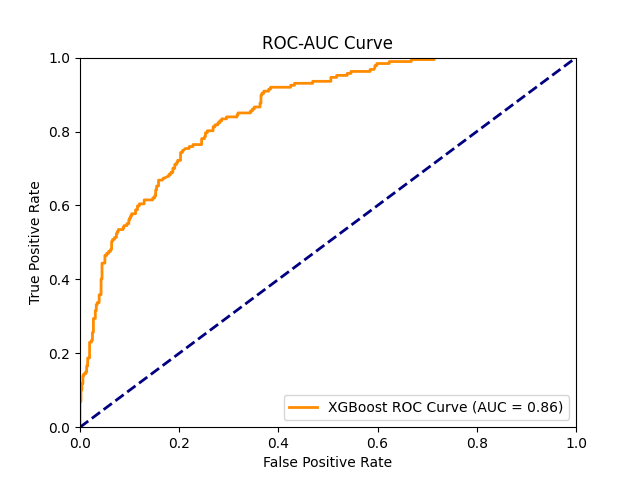 ROC-AUC Curve
1.0
0.8
0.6
0.4
0.2
0.0
True Positive Rate
XGBoost ROC Curve (AUC = 0.86)
0.0 0.2 0.4 0.6 0.8 1.0
False Positive Rate